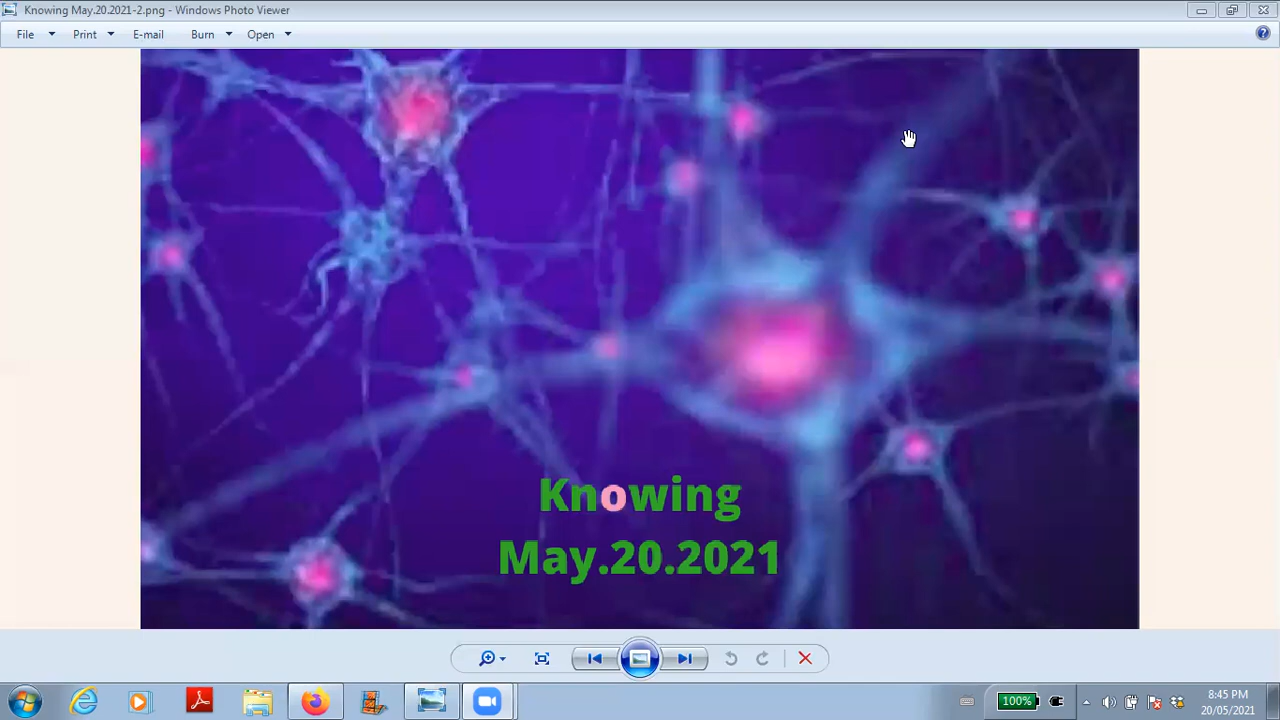 Knowing May.20.2021-2.png - Windows Photo Viewer
File Print E-mail Burn Open
Knowing
May.20.2021
100%
8:45 PM
20/05/2021